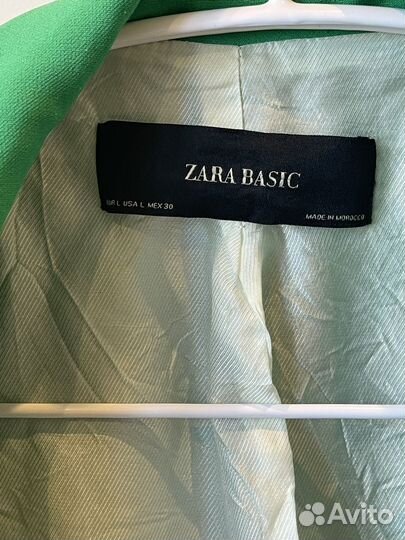 ZARA BASIC
EUR L USA L MEX 30
MADE IN MOROCCO
Avito